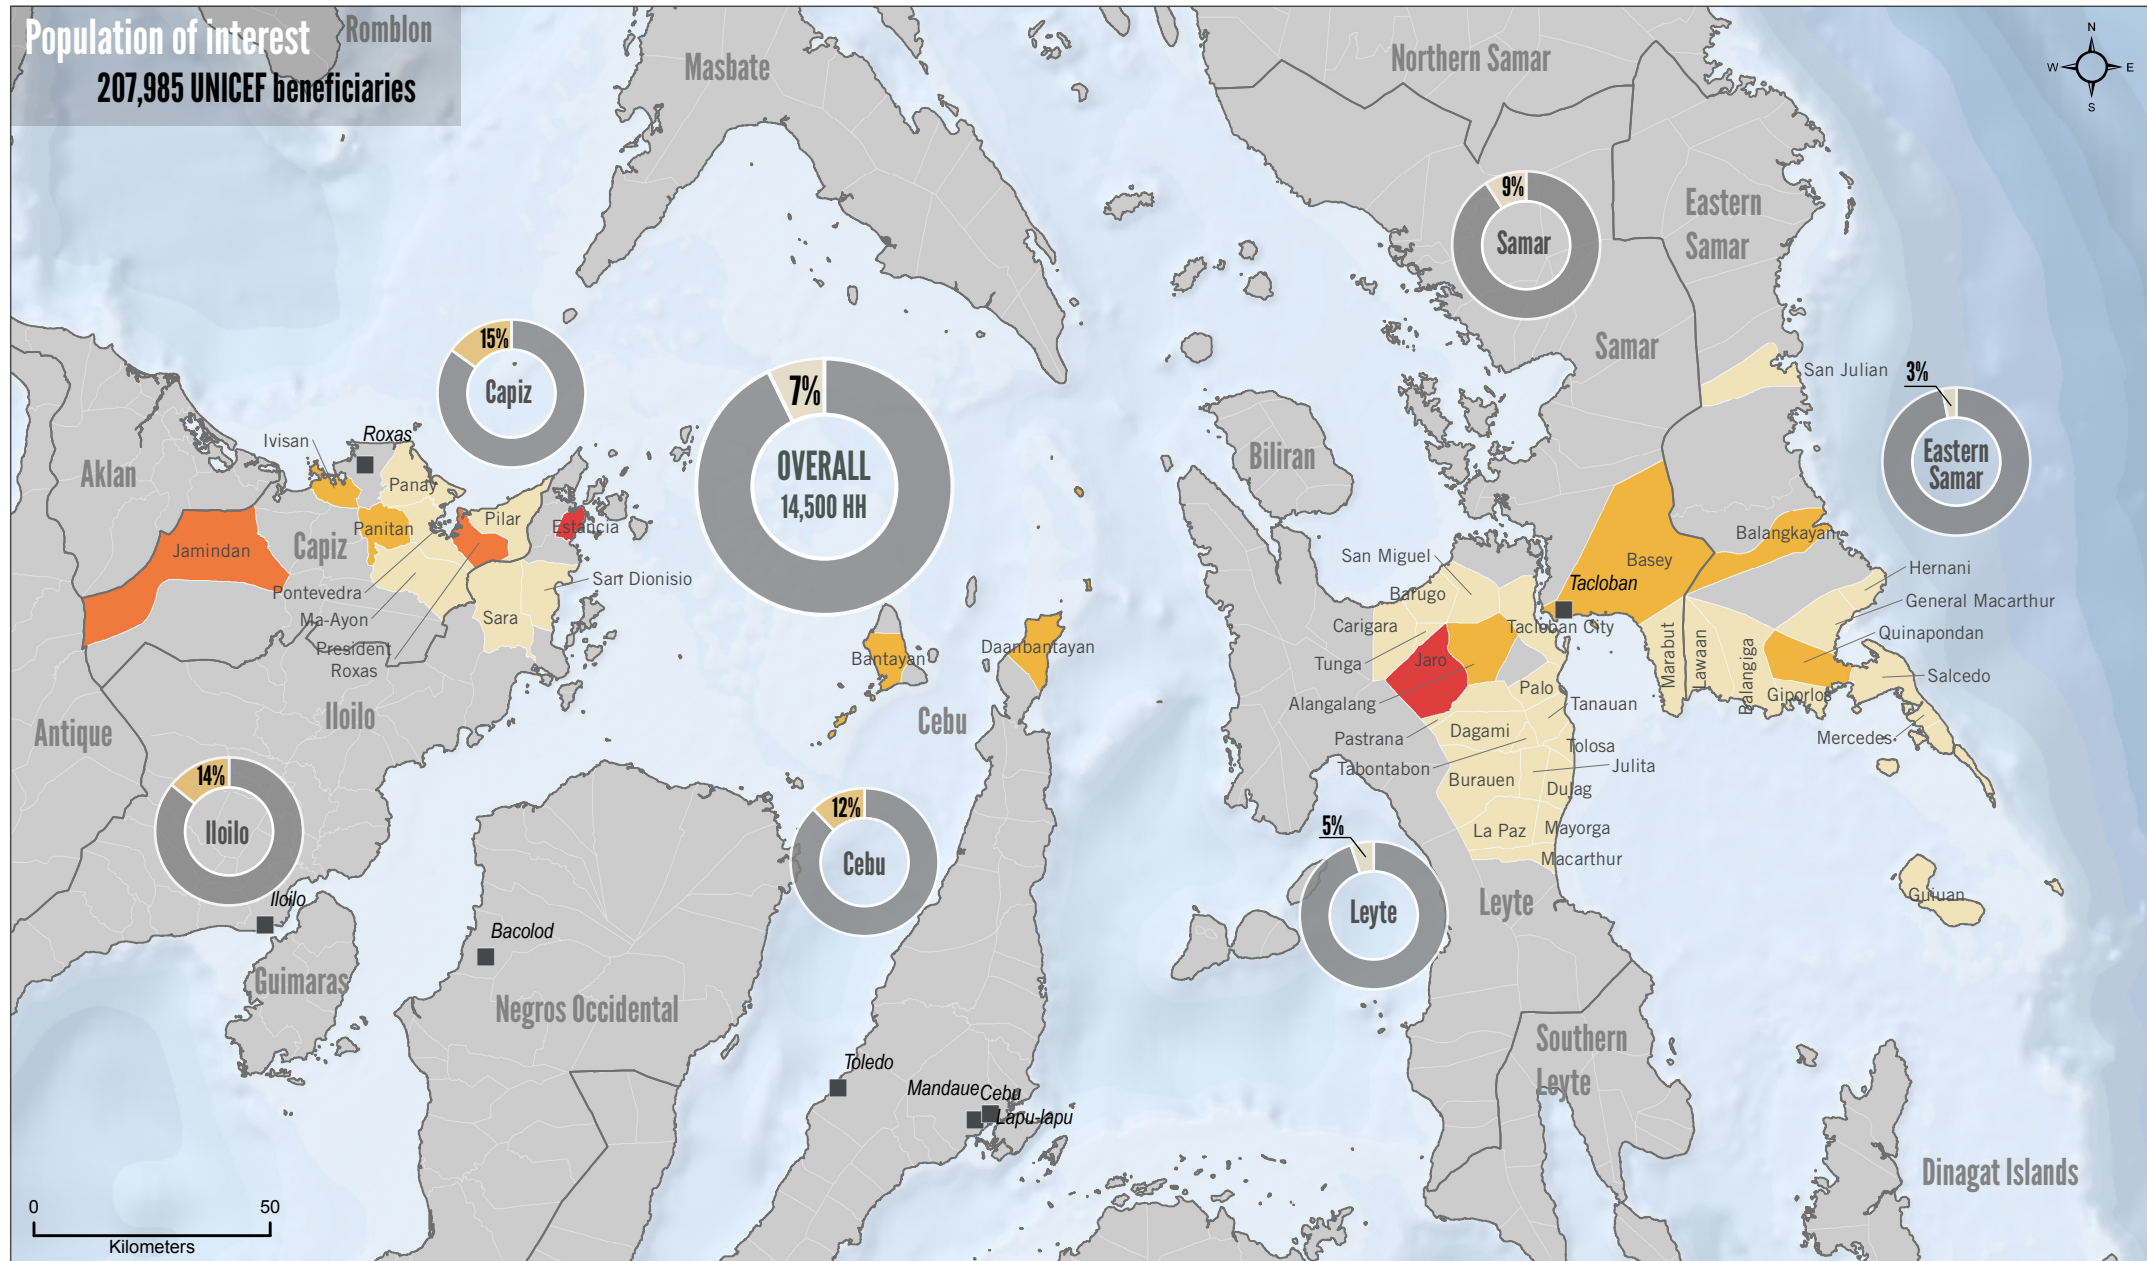 Population of interest
207,985 UNICEF beneficiaries
Romblon
Masbate
Northern Samar
N
W
E
S
9%
Samar
Eastern
Samar
Samar
San Julian
3%
Eastern
Samar
15%
Capiz
7%
OVERALL
14,500 HH
Ivisan
Roxas
Aklan
Panay
Panitan
Pilar
Estancia
Jamindan
Capiz
Pontevedra
San Dionisio
Ma-Ayon
Sara
President
Roxas
Biliran
Balangkayan
Basey
Tacloban
San Miguel
Hernani
Barugo
General Macarthur
Carigara
Tacloban City
Quinapondan
Tunga
Jaro
Marabut
Lawaan
Balangiga
Giporlos
Salcedo
Alangalang
Palo
Tanauan
Pastrana
Dagami
Mercedes
Tolosa
Tabontabon
Julita
Burauen
Dulag
La Paz
Mayorga
Macarthur
Guiuan
Bantayan
Daanbantayan
Cebu
Antique
Iloilo
14%
Iloilo
12%
Cebu
5%
Leyte
Leyte
Iloilo
Bacolod
Guimaras
Negros Occidental
Toledo
Mandaue
Cebu
Lapu-lapu
Southern
Leyte
Dinagat Islands
0
50
Kilometers